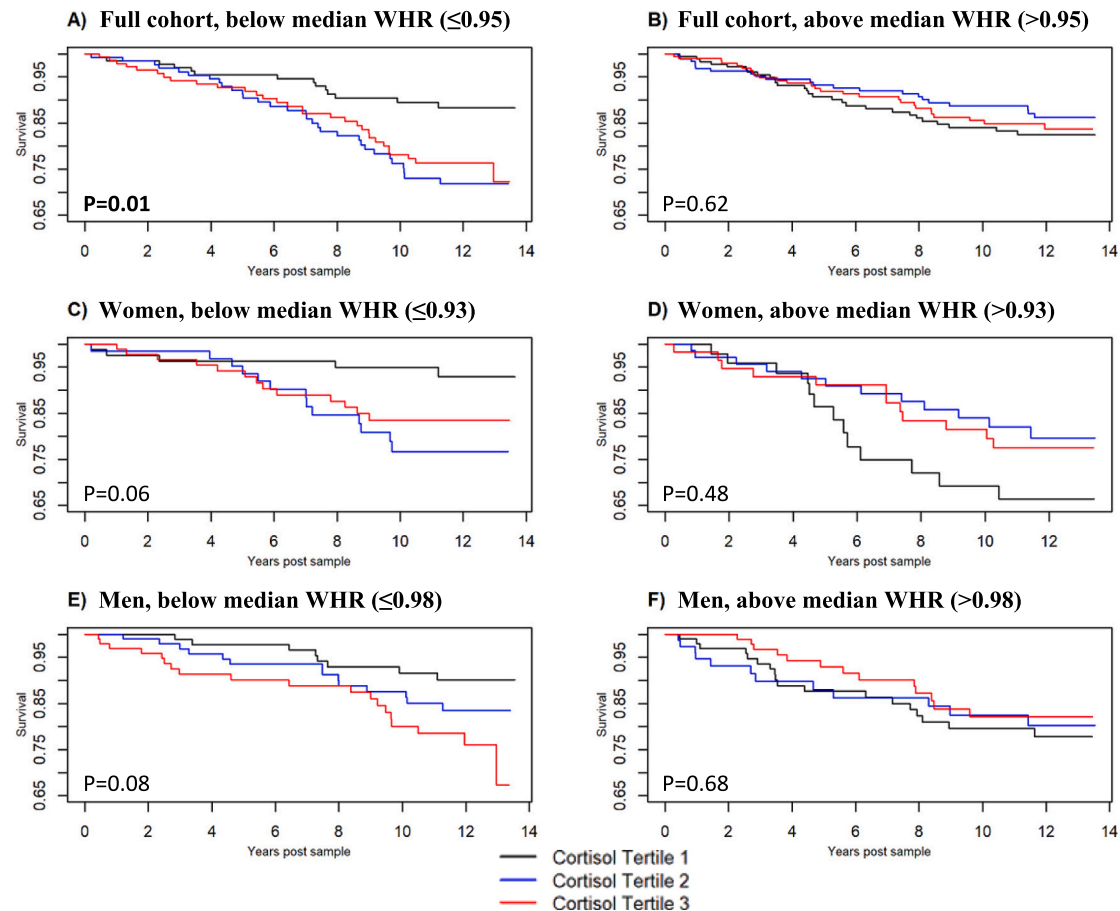 A) Full cohort, below median WHR (≤0.95)
Survival
0.95
0.85
0.75
0.65
P=0.01
0 2 4 6 8 10 12 14
Years post sample
B) Full cohort, above median WHR (>0.95)
Survival
0.95
0.85
0.75
0.65
P=0.62
0 2 4 6 8 10 12 14
Years post sample
C) Women, below median WHR (≤0.93)
Survival
0.95
0.85
0.75
0.65
P=0.06
0 2 4 6 8 10 12 14
Years post sample
D) Women, above median WHR (>0.93)
Survival
0.95
0.85
0.75
0.65
P=0.48
0 2 4 6 8 10 12
Years post sample
E) Men, below median WHR (≤0.98)
Survival
0.95
0.85
0.75
0.65
P=0.08
0 2 4 6 8 10 12 14
Years post sample
F) Men, above median WHR (>0.98)
Survival
0.95
0.85
0.75
0.65
P=0.68
0 2 4 6 8 10 12 14
Years post sample
Cortisol Tertile 1
Cortisol Tertile 2
Cortisol Tertile 3